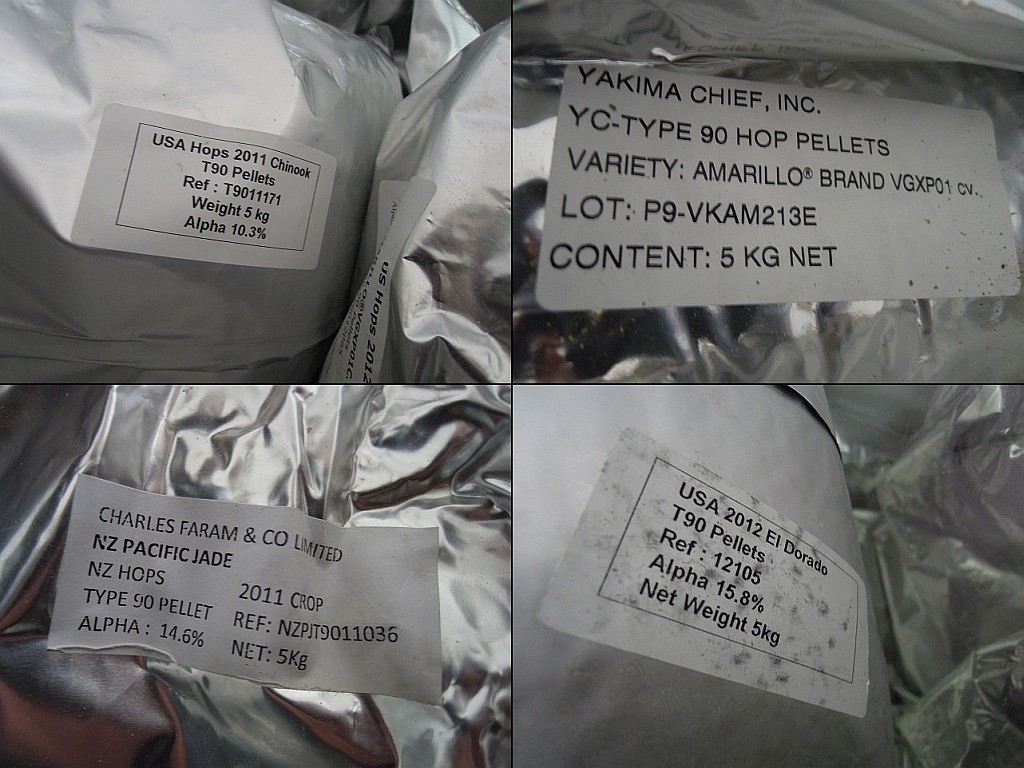 USA Hops 2011 Chinook
T90 Pellets
Ref : T9011171
Weight 5 kg
Alpha 10.3%
US Hops 2012
YAKIMA CHIEF, INC.
YC-TYPE 90 HOP PELLETS
VARIETY: AMARILLO® BRAND VGXP01 cv.
LOT: P9-VKAM213E
CONTENT: 5 KG NET
CHARLES FARAM & CO LIMITED
NZ PACIFIC JADE
NZ HOPS 2011 CROP
TYPE 90 PELLET REF: NZPJT9011036
ALPHA : 14.6% NET: 5Kg
USA 2012 El Dorado
T90 Pellets
Ref : 12105
Alpha 15.8%
Net Weight 5kg